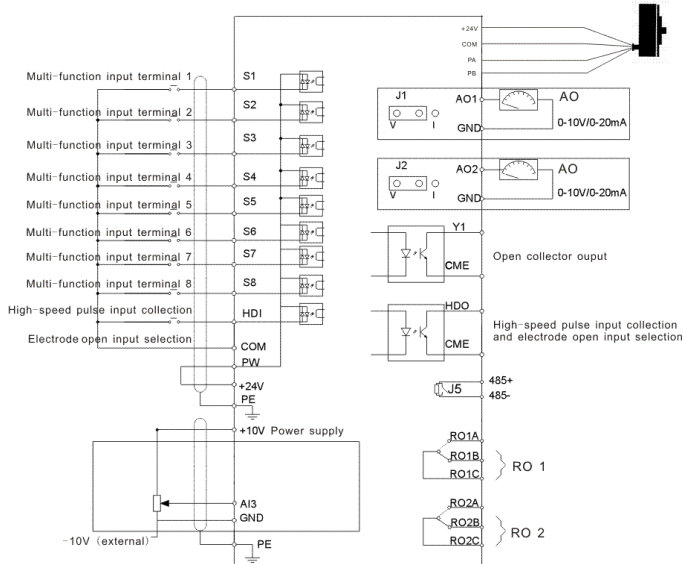 +24V
COM
PA
PB
Multi-function input terminal 1
S1
Multi-function input terminal 2
S2
Multi-function input terminal 3
S3
Multi-function input terminal 4
S4
Multi-function input terminal 5
S5
Multi-function input terminal 6
S6
Multi-function input terminal 7
S7
Multi-function input terminal 8
S8
High-speed pulse input collection
HDI
Electrode open input selection
COM
PW
+24V
PE
+10V Power supply
AI3
GND
-10V (external)
PE
J1
V
I
AO1
GND
AO
0-10V/0-20mA
J2
V
I
AO2
GND
AO
0-10V/0-20mA
Y1
CME
Open collector ouput
HDO
CME
High-speed pulse input collection
and electrode open input selection
J5
485+
485-
RO1A
RO1B
RO1C
RO 1
RO2A
RO2B
RO2C
RO 2